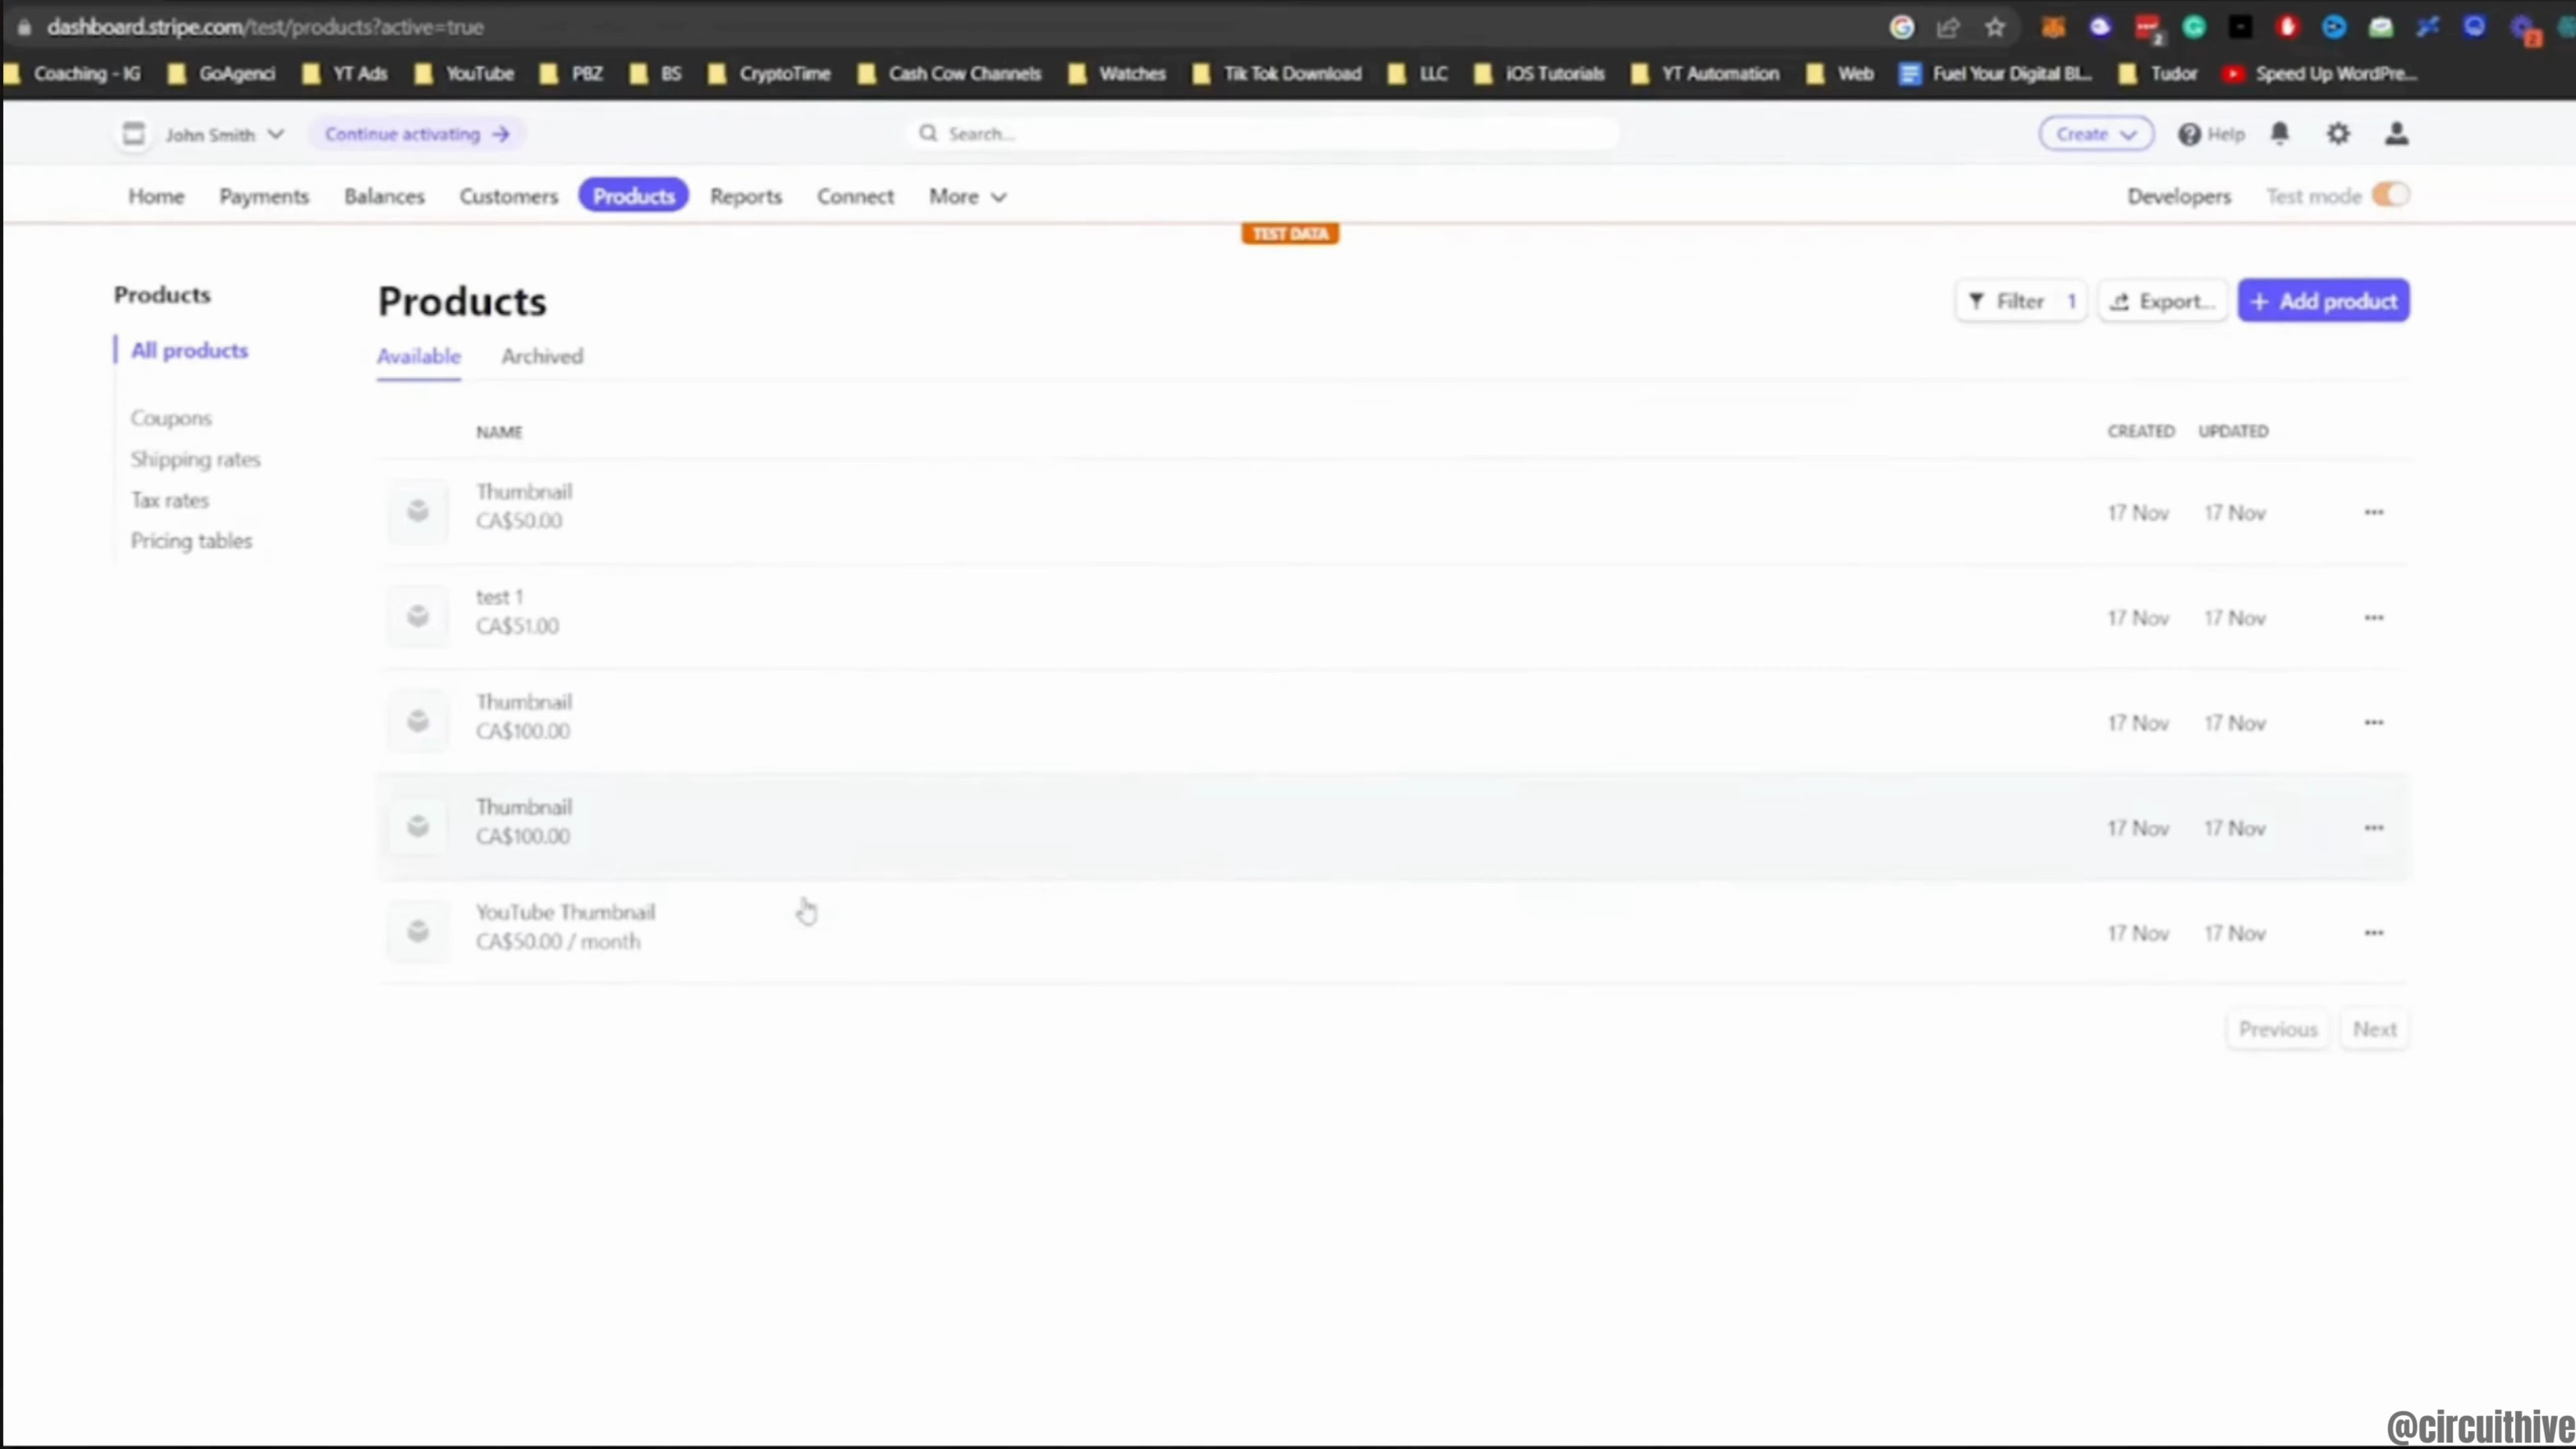 dashboard.stripe.com/test/products?active=true
Coaching - IG GoAgenci YT Ads YouTube PBZ BS CryptoTime Cash Cow Channels Watches Tik Tok Download LLC iOS Tutorials YT Automation Web Fuel Your Digital Bl... Tudor Speed Up WordPre...
John Smith Continue activating → Search... Create Help
Home Payments Balances Customers Products Reports Connect More Developers Test mode
TEST DATA
Products
All products
Coupons
Shipping rates
Tax rates
Pricing tables
Products
Filter 1 Export... + Add product
Available Archived
NAME CREATED UPDATED
Thumbnail
CA$50.00
17 Nov 17 Nov
test 1
CA$51.00
17 Nov 17 Nov
Thumbnail
CA$100.00
17 Nov 17 Nov
Thumbnail
CA$100.00
17 Nov 17 Nov
YouTube Thumbnail
CA$50.00 / month
17 Nov 17 Nov
Previous Next
@circuithive